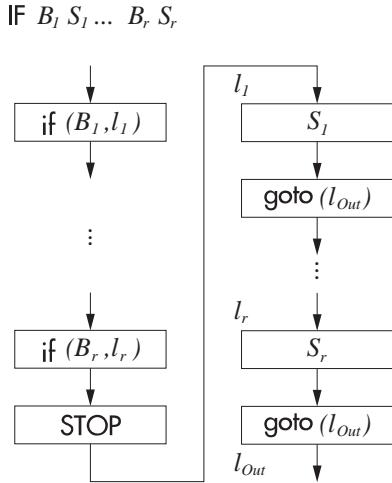 IF B1 S1 ... Br Sr
if (B1,l1)
⋮
if (Br,lr)
STOP
l1
S1
goto (lOut)
⋮
lr
Sr
goto (lOut)
lOut